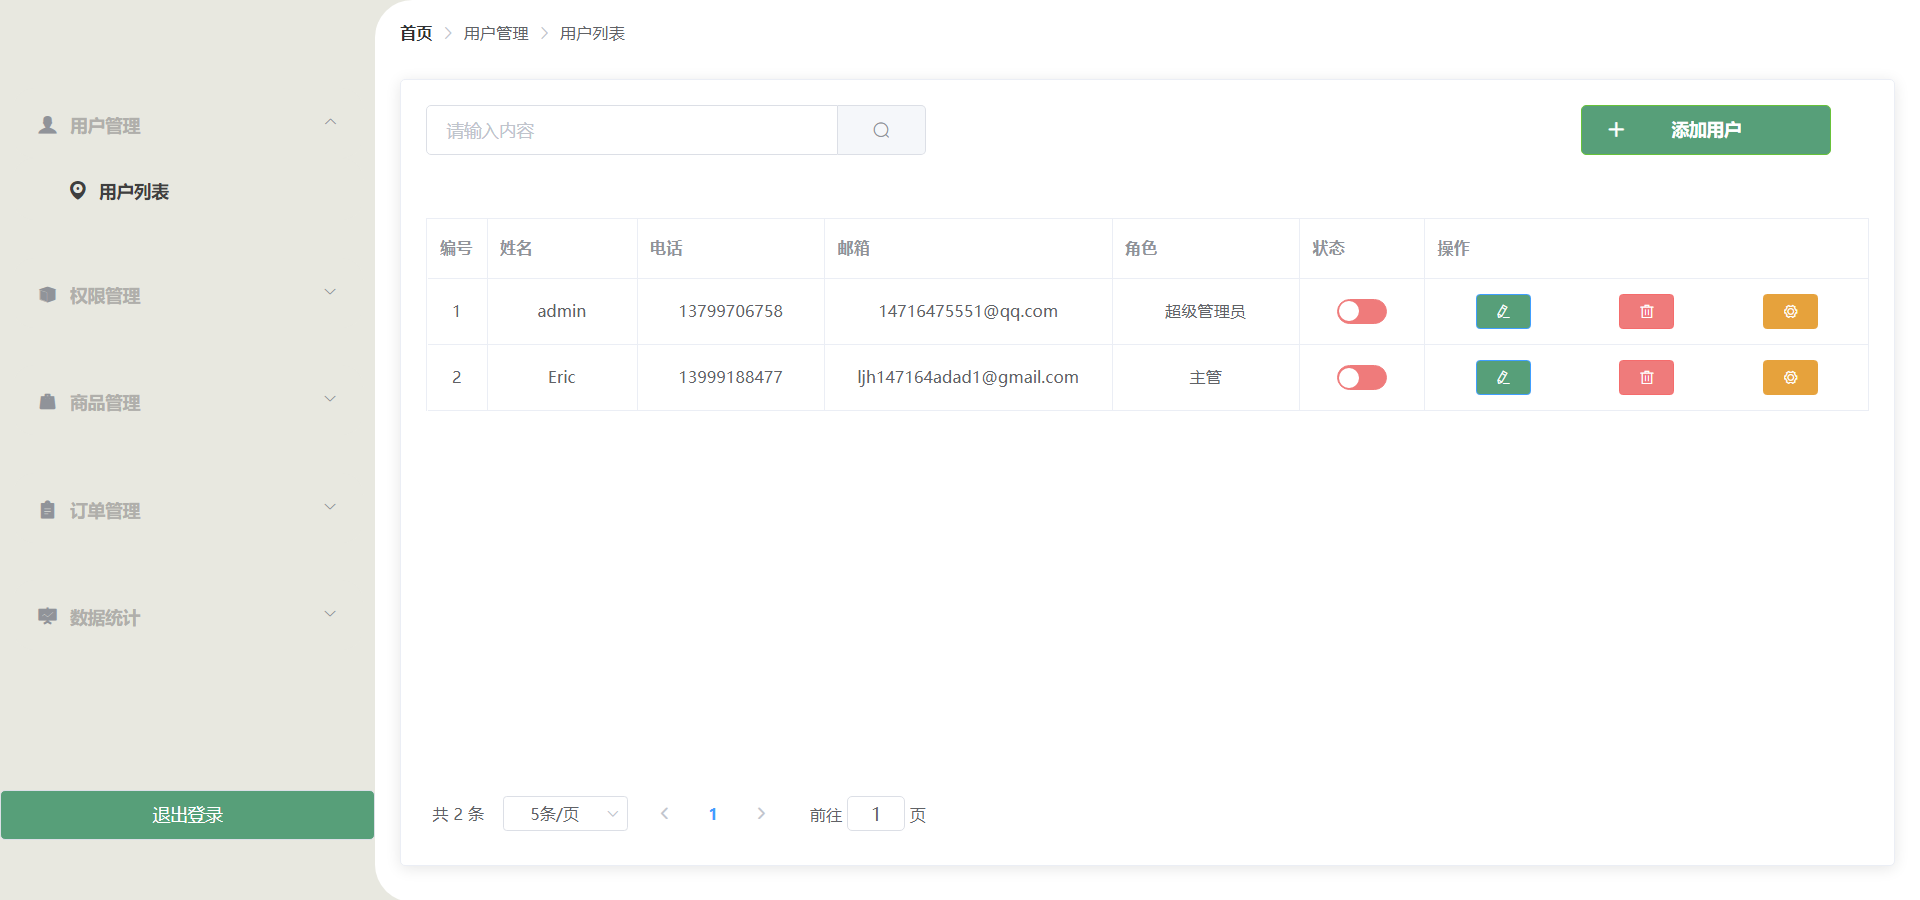 首页 用户管理 用户列表
用户管理
用户列表
权限管理
商品管理
订单管理
数据统计
退出登录
请输入内容
添加用户
编号 姓名 电话 邮箱 角色 状态 操作
1 admin 13799706758 14716475551@qq.com 超级管理员
2 Eric 13999188477 ljh147164adad1@gmail.com 主管
共 2 条 5条/页 1 前往 1 页